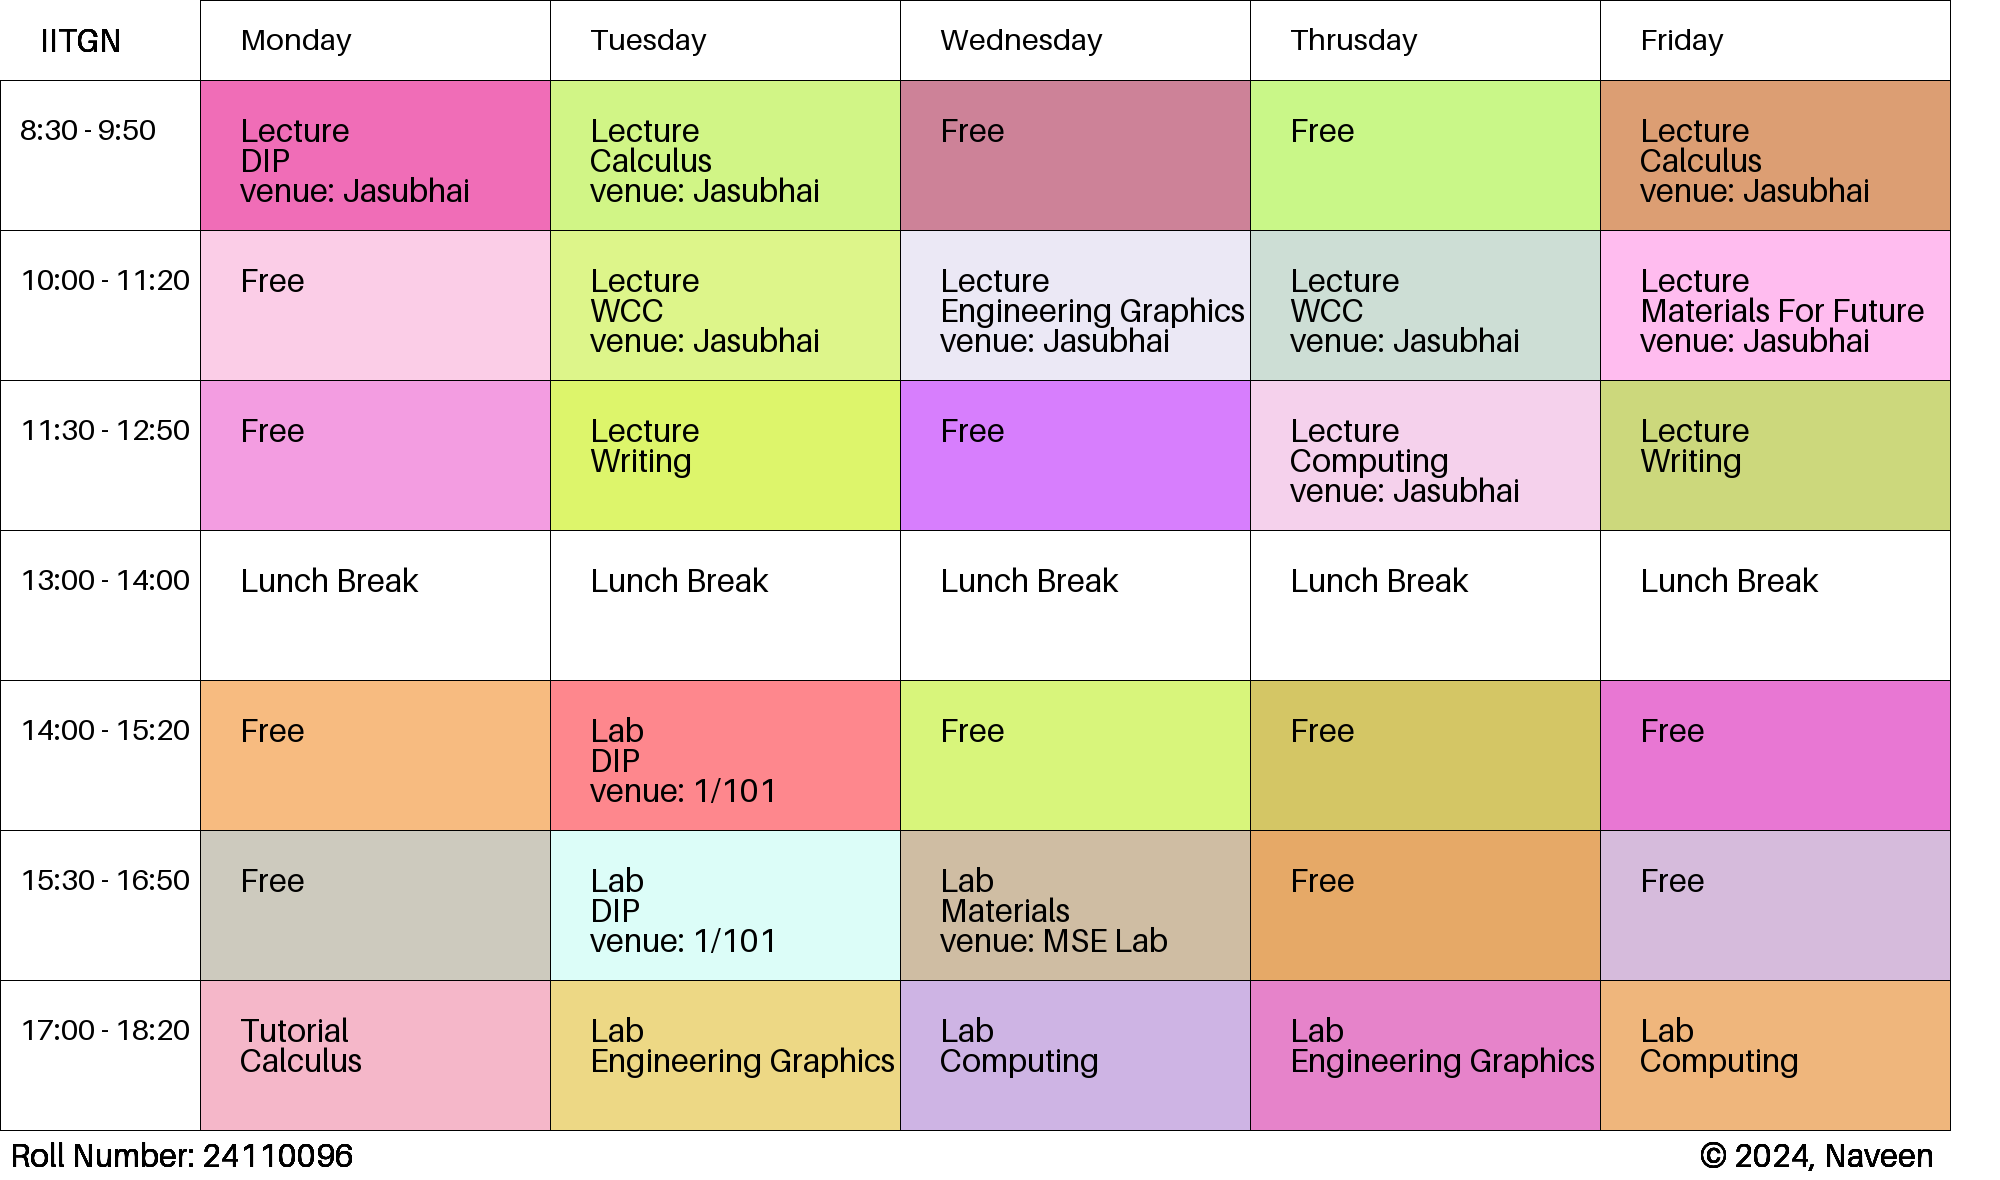 IITGN
Monday
Tuesday
Wednesday
Thrusday
Friday
8:30 - 9:50
Lecture
DIP
venue: Jasubhai
Lecture
Calculus
venue: Jasubhai
Free
Free
Lecture
Calculus
venue: Jasubhai
10:00 - 11:20
Free
Lecture
WCC
venue: Jasubhai
Lecture
Engineering Graphics
venue: Jasubhai
Lecture
WCC
venue: Jasubhai
Lecture
Materials For Future
venue: Jasubhai
11:30 - 12:50
Free
Lecture
Writing
Free
Lecture
Computing
venue: Jasubhai
Lecture
Writing
13:00 - 14:00
Lunch Break
Lunch Break
Lunch Break
Lunch Break
Lunch Break
14:00 - 15:20
Free
Lab
DIP
venue: 1/101
Free
Free
Free
15:30 - 16:50
Free
Lab
DIP
venue: 1/101
Lab
Materials
venue: MSE Lab
Free
Free
17:00 - 18:20
Tutorial
Calculus
Lab
Engineering Graphics
Lab
Computing
Lab
Engineering Graphics
Lab
Computing
Roll Number: 24110096
© 2024, Naveen